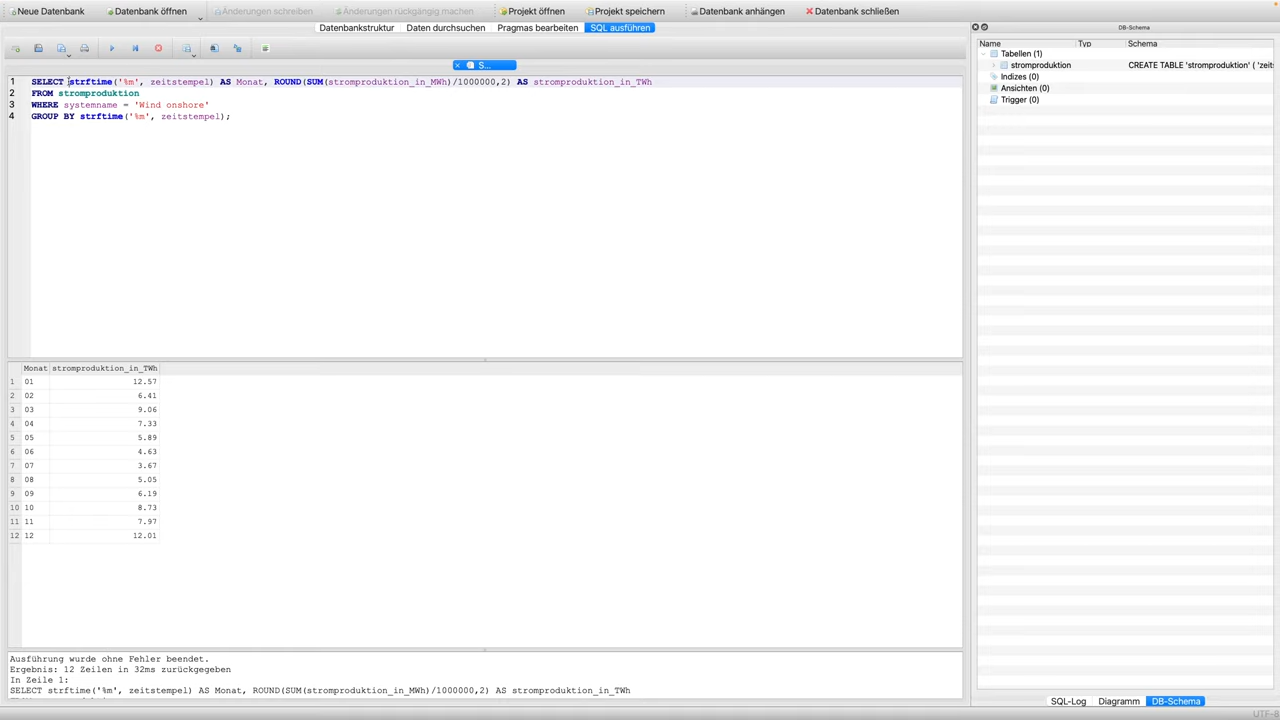 Neue Datenbank Datenbank öffnen Änderungen schreiben Änderungen rückgängig machen Projekt öffnen Projekt speichern Datenbank anhängen Datenbank schließen
Datenbankstruktur Daten durchsuchen Pragmas bearbeiten SQL ausführen
DB-Schema
S...
1 SELECT strftime('%m', zeitstempel) AS Monat, ROUND(SUM(stromproduktion_in_MWh)/1000000,2) AS stromproduktion_in_TWh
2 FROM stromproduktion
3 WHERE systemname = 'Wind onshore'
4 GROUP BY strftime('%m', zeitstempel);
Name Typ Schema
Tabellen (1)
stromproduktion CREATE TABLE 'stromproduktion' ( 'zeit
Indizes (0)
Ansichten (0)
Trigger (0)
Monat stromproduktion_in_TWh
1 01 12.57
2 02 6.41
3 03 9.06
4 04 7.33
5 05 5.89
6 06 4.63
7 07 3.67
8 08 5.05
9 09 6.19
10 10 8.73
11 11 7.97
12 12 12.01
Ausführung wurde ohne Fehler beendet.
Ergebnis: 12 Zeilen in 32ms zurückgegeben
In Zeile 1:
SELECT strftime('%m', zeitstempel) AS Monat, ROUND(SUM(stromproduktion_in_MWh)/1000000,2) AS stromproduktion_in_TWh
SQL-Log Diagramm DB-Schema
UTF-8